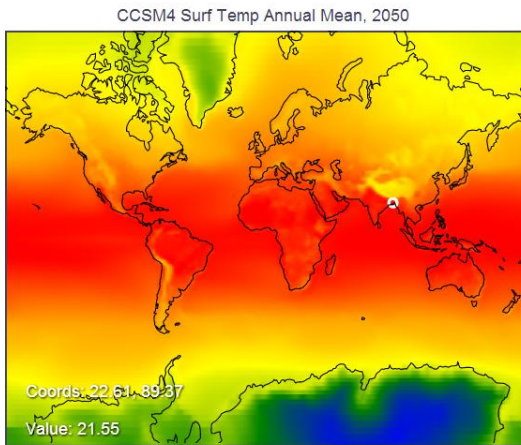 CCSM4 Surf Temp Annual Mean, 2050
Coords: 22.61, 89.37
Value: 21.55